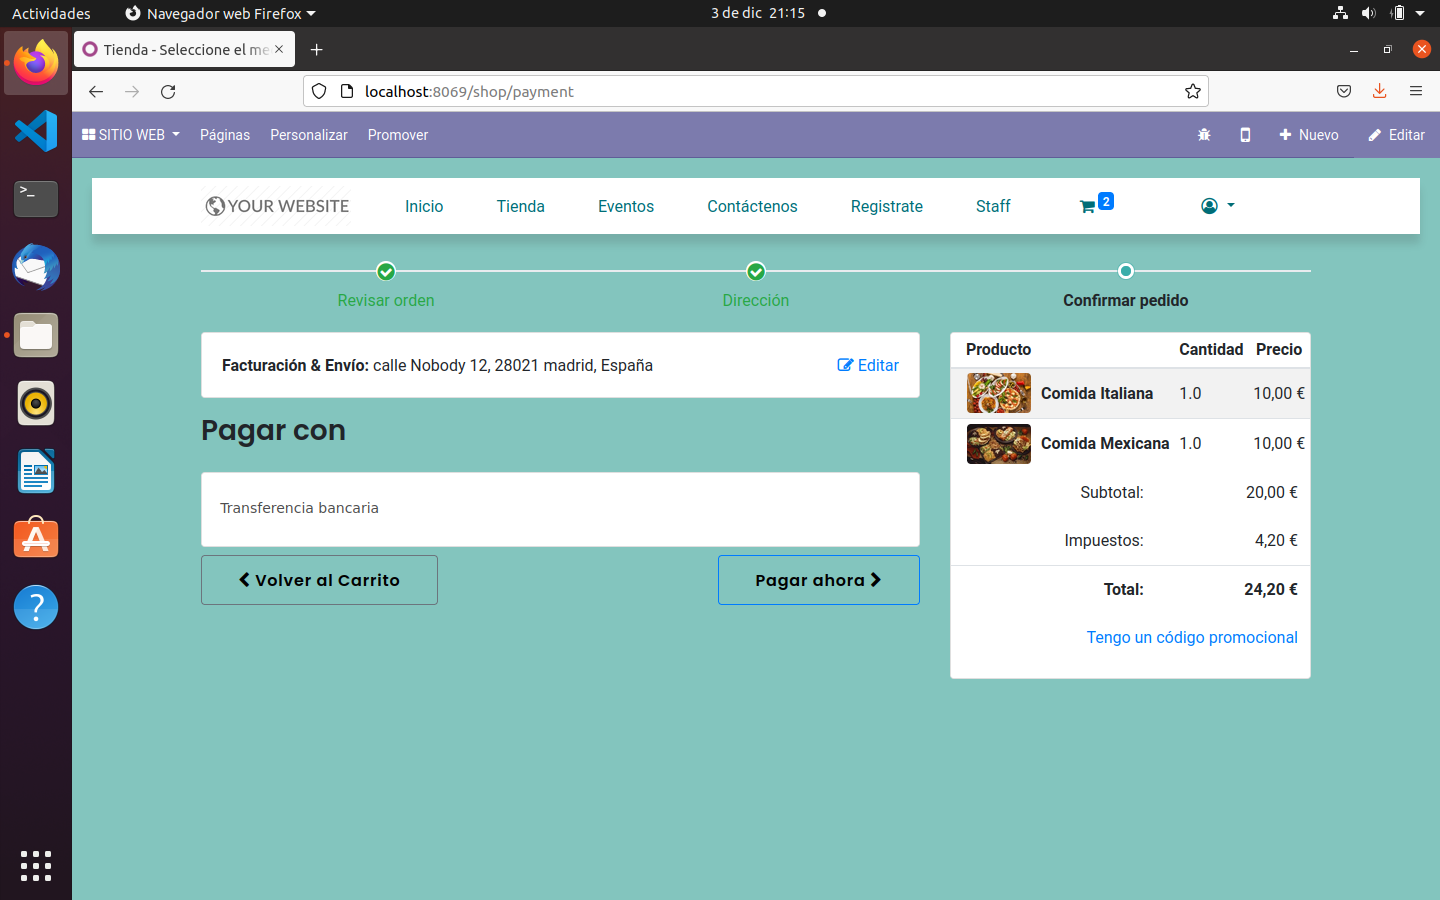 Actividades
Navegador web Firefox
3 de dic 21:15
Tienda - Seleccione el me
localhost:8069/shop/payment
SITIO WEB
Páginas
Personalizar
Promover
Nuevo
Editar
YOUR WEBSITE
Inicio
Tienda
Eventos
Contáctenos
Registrate
Staff
2
Revisar orden
Dirección
Confirmar pedido
Facturación & Envío: calle Nobody 12, 28021 madrid, España
Editar
Pagar con
Transferencia bancaria
Volver al Carrito
Pagar ahora
Producto Cantidad Precio
Comida Italiana 1.0 10,00 €
Comida Mexicana 1.0 10,00 €
Subtotal: 20,00 €
Impuestos: 4,20 €
Total: 24,20 €
Tengo un código promocional